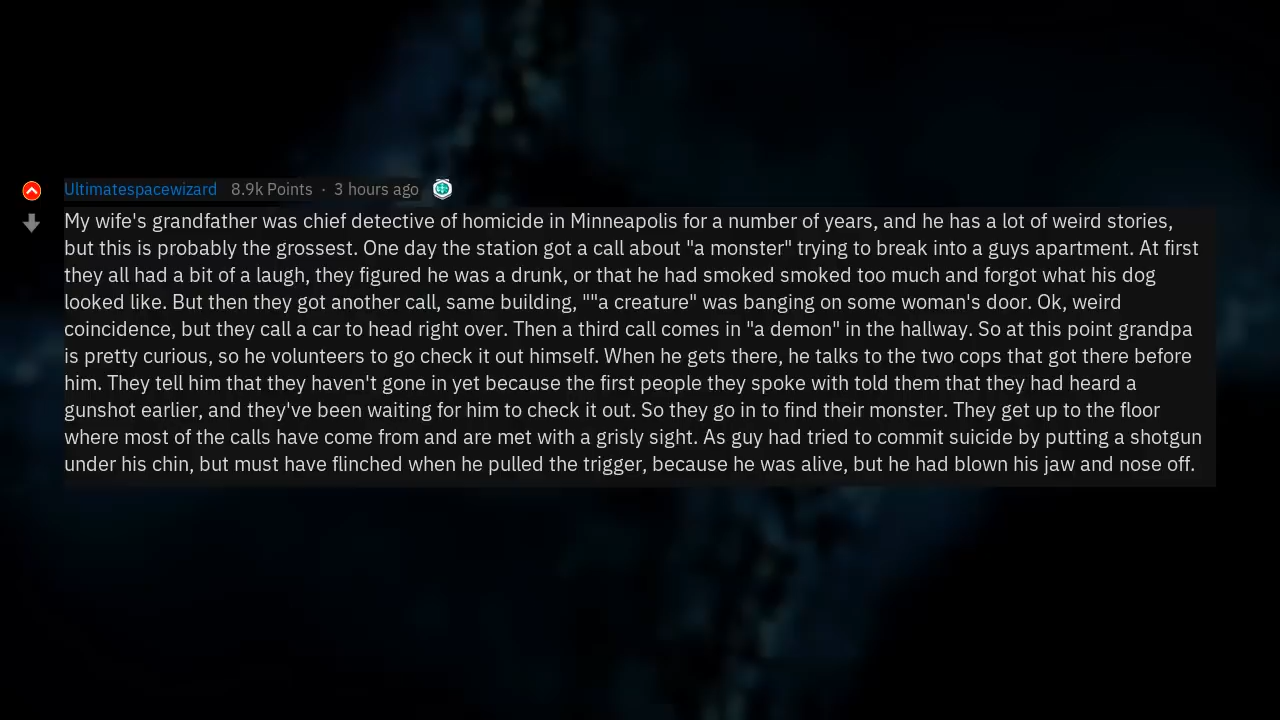 Ultimatespacewizard 8.9k Points · 3 hours ago
My wife's grandfather was chief detective of homicide in Minneapolis for a number of years, and he has a lot of weird stories,
but this is probably the grossest. One day the station got a call about "a monster" trying to break into a guys apartment. At first
they all had a bit of a laugh, they figured he was a drunk, or that he had smoked smoked too much and forgot what his dog
looked like. But then they got another call, same building, ""a creature" was banging on some woman's door. Ok, weird
coincidence, but they call a car to head right over. Then a third call comes in "a demon" in the hallway. So at this point grandpa
is pretty curious, so he volunteers to go check it out himself. When he gets there, he talks to the two cops that got there before
him. They tell him that they haven't gone in yet because the first people they spoke with told them that they had heard a
gunshot earlier, and they've been waiting for him to check it out. So they go in to find their monster. They get up to the floor
where most of the calls have come from and are met with a grisly sight. As guy had tried to commit suicide by putting a shotgun
under his chin, but must have flinched when he pulled the trigger, because he was alive, but he had blown his jaw and nose off.